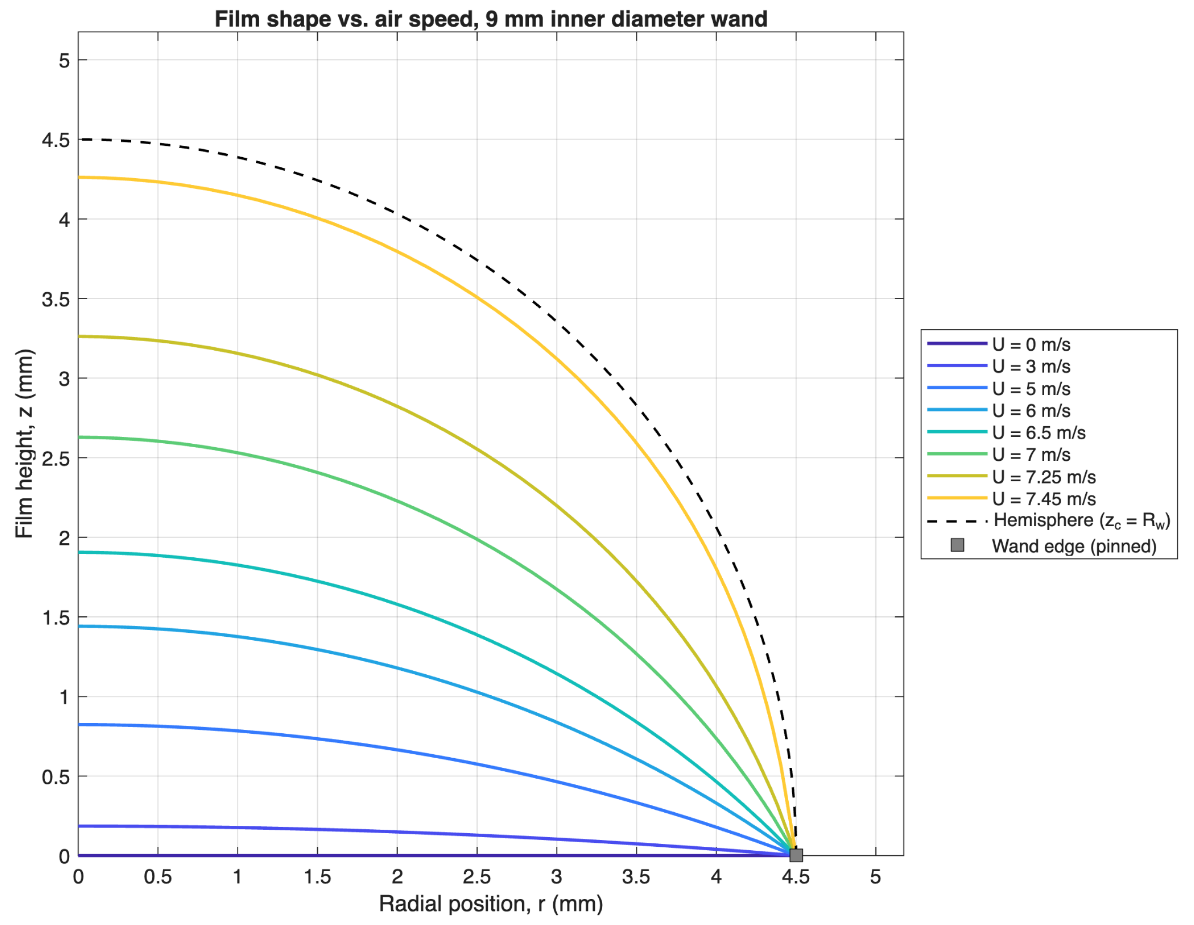 Film shape vs. air speed, 9 mm inner diameter wand
5
4.5
4
3.5
3
2.5
2
1.5
1
0.5
0
Film height, z (mm)
0 0.5 1 1.5 2 2.5 3 3.5 4 4.5 5
Radial position, r (mm)
U = 0 m/s
U = 3 m/s
U = 5 m/s
U = 6 m/s
U = 6.5 m/s
U = 7 m/s
U = 7.25 m/s
U = 7.45 m/s
Hemisphere (z_c = R_w)
Wand edge (pinned)